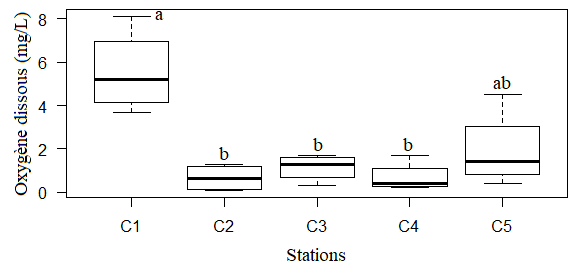 Oxygène dissous (mg/L)
8
6
4
2
0
a
b
b
b
ab
C1 C2 C3 C4 C5
Stations